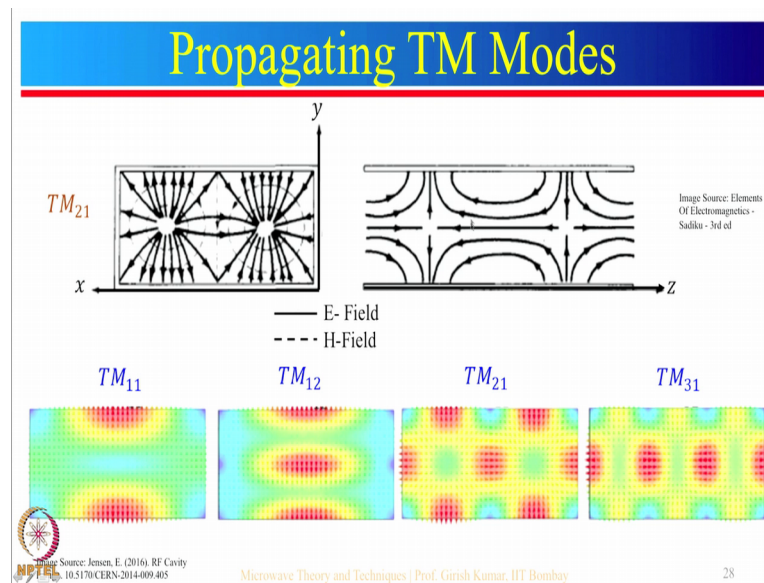 Propagating TM Modes
y
TM₂₁
x
z
Image Source: Elements
Of Electromagnetics -
Sadiku - 3rd ed
E- Field
H-Field
TM₁₁
TM₁₂
TM₂₁
TM₃₁
NPTEL
Image Source: Jensen, E. (2016). RF Cavity
10.5170/CERN-2014-009.405
Microwave Theory and Techniques | Prof. Girish Kumar, IIT Bombay
28